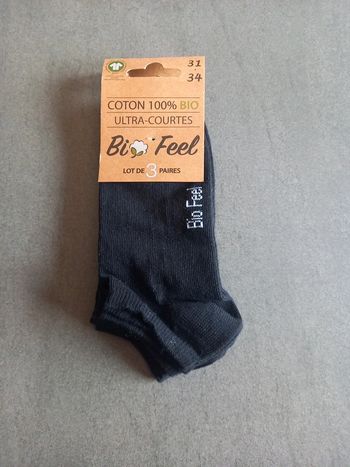 31
34
COTON 100% BIO
ULTRA-COURTES
Bio Feel
LOT DE 3 PAIRES
Bio Feel